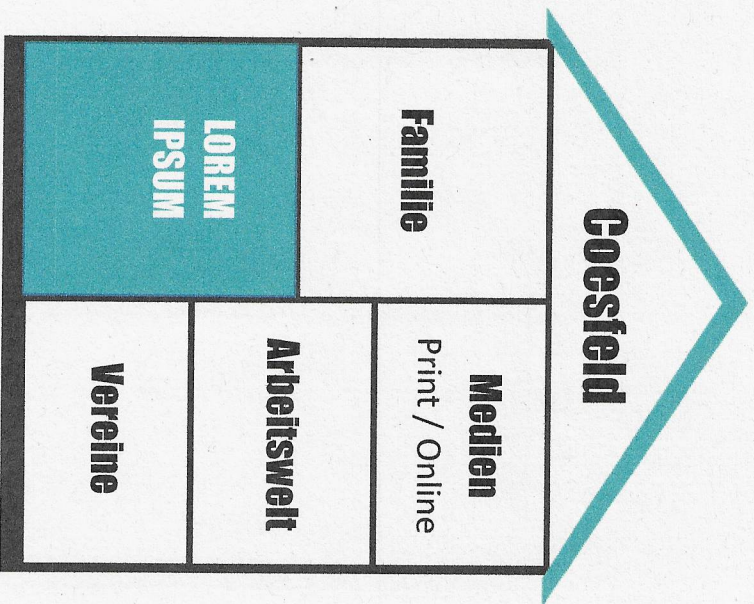 Coesfeld
Familie
Medien
Print / Online
Arbeitswelt
LOREM
IPSUM
Vereine